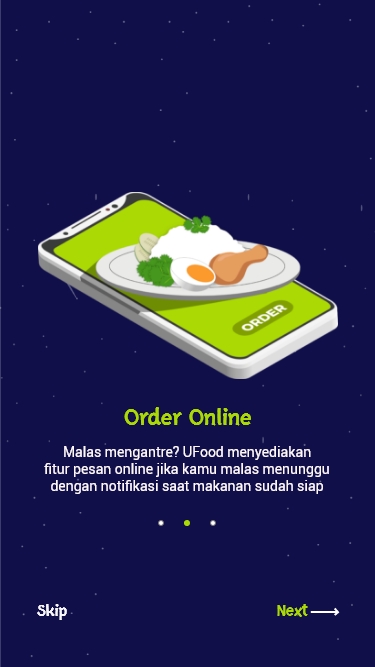 ORDER
Order Online
Malas mengantre? UFood menyediakan
fitur pesan online jika kamu malas menunggu
dengan notifikasi saat makanan sudah siap
Skip
Next